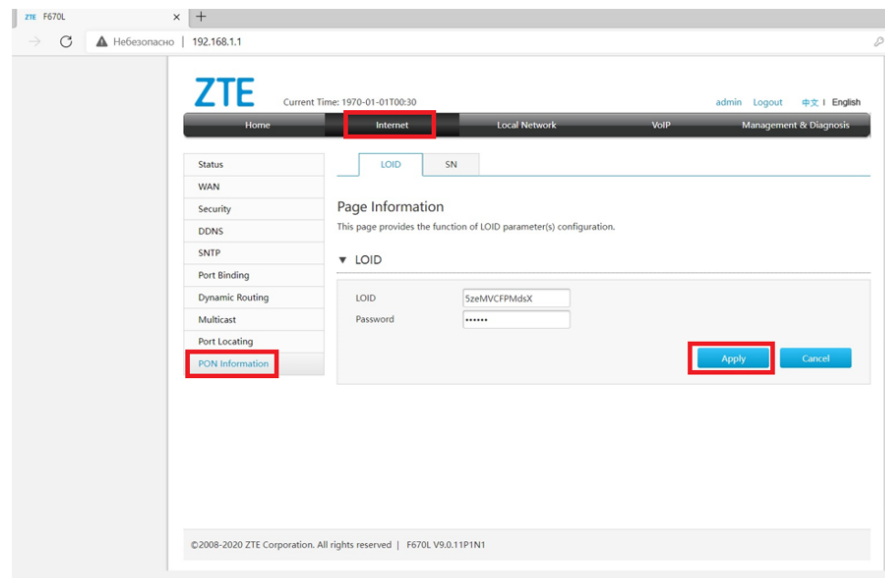 ZTE F670L
Небезопасно | 192.168.1.1
ZTE
Current Time: 1970-01-01T00:30
admin Logout 中文 | English
Home Internet Local Network VoIP Management & Diagnosis
Status
WAN
Security
DDNS
SNTP
Port Binding
Dynamic Routing
Multicast
Port Locating
PON Information
LOID SN
Page Information
This page provides the function of LOID parameter(s) configuration.
▼ LOID
LOID 5zeMVCFPMdsX
Password ••••••
Apply Cancel
©2008-2020 ZTE Corporation. All rights reserved | F670L V9.0.11P1N1